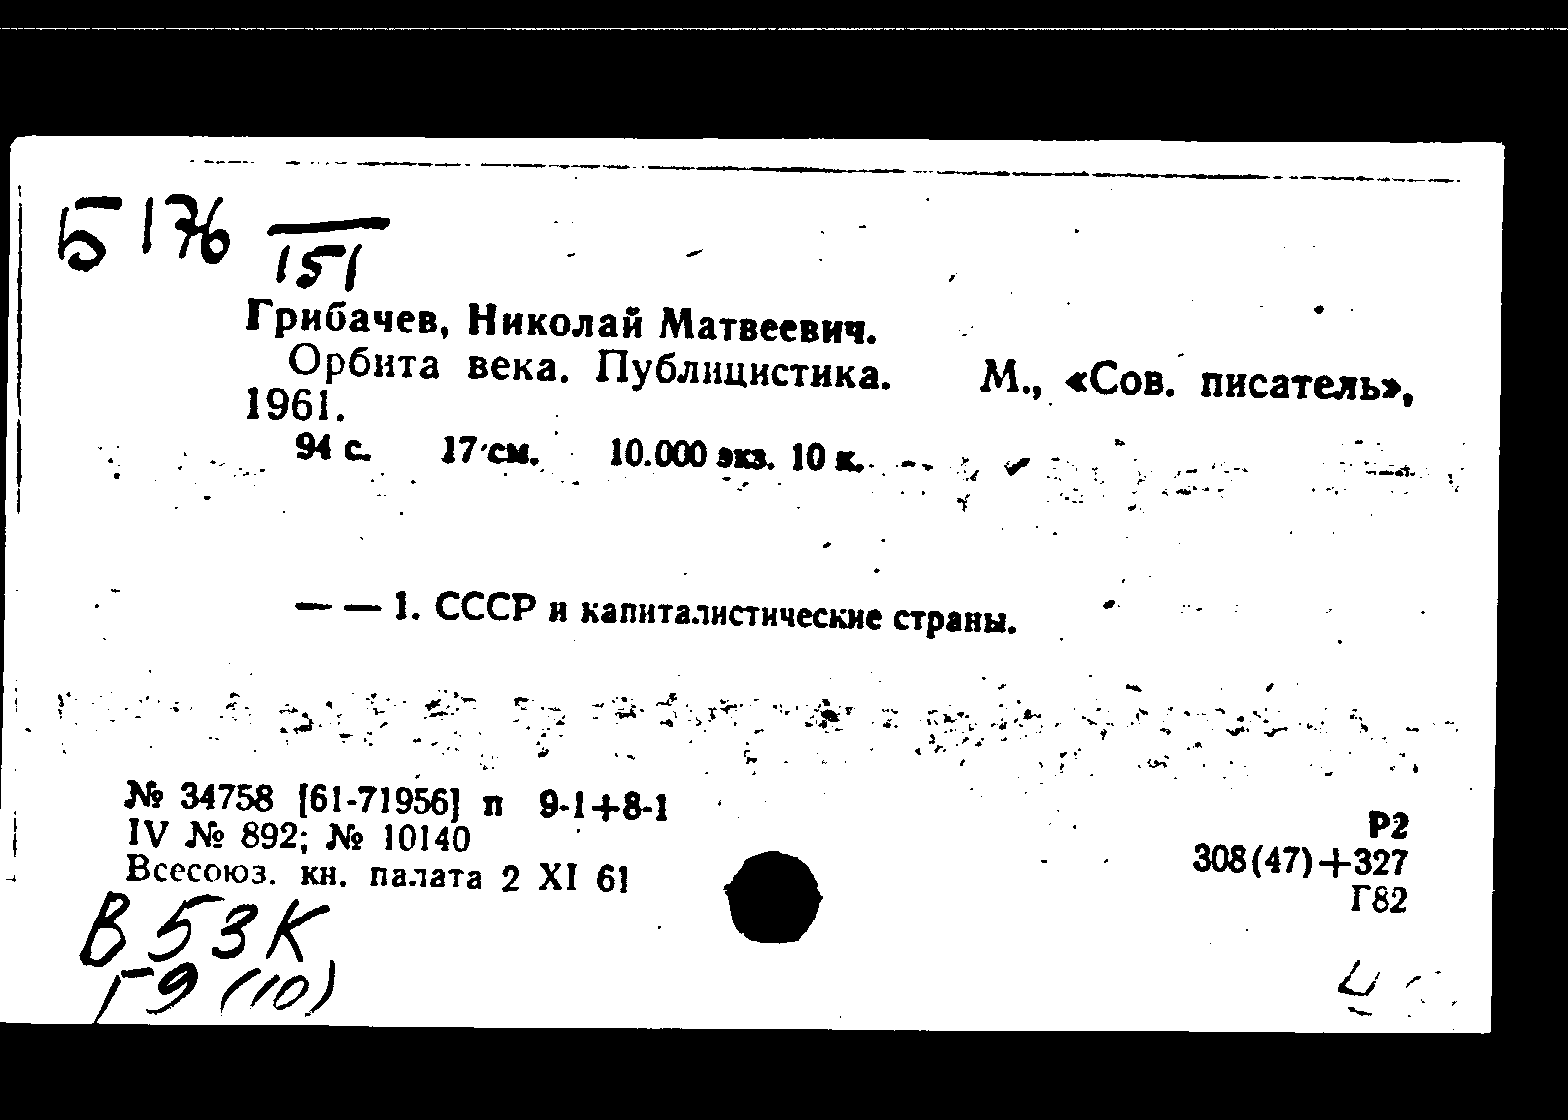 Б 176
151
Грибачев, Николай Матвеевич.
Орбита века. Публицистика. М., «Сов. писатель»,
1961.
94 с. 17 см. 10.000 экз. 10 к.
— — 1. СССР и капиталистические страны.
№ 34758 [61-71956] п 9-1+8-1
IV № 892; № 10140
Всесоюз. кн. палата 2 XI 61
Р2
308(47)+327
Г82
В 53К
Г9 (10)